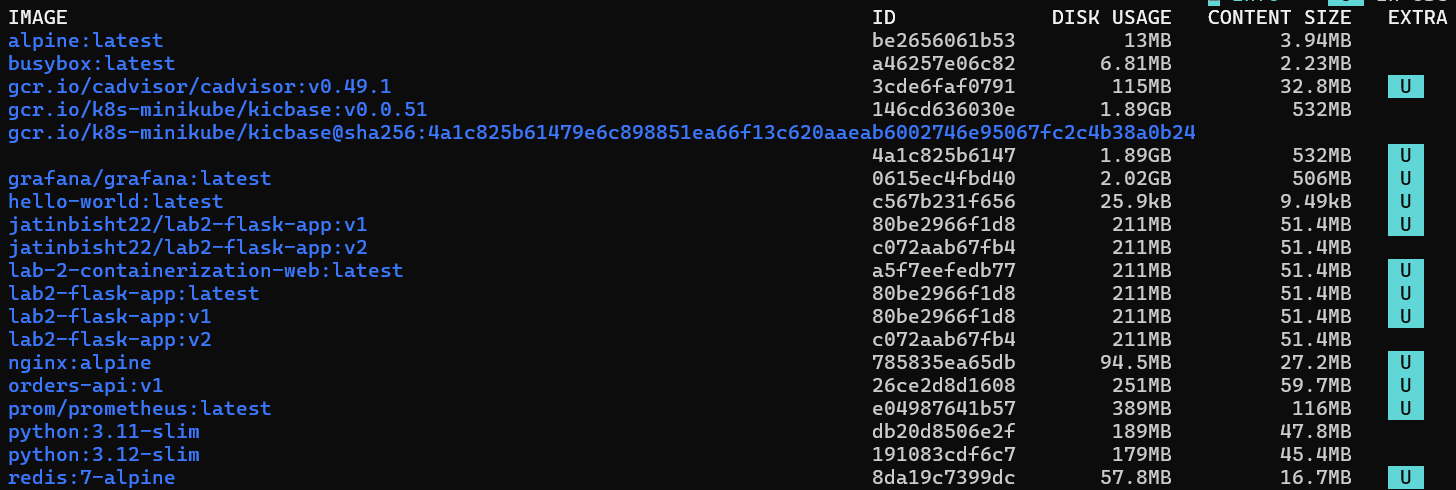 IMAGE ID DISK USAGE CONTENT SIZE EXTRA
alpine:latest be2656061b53 13MB 3.94MB
busybox:latest a46257e06c82 6.81MB 2.23MB
gcr.io/cadvisor/cadvisor:v0.49.1 3cde6faf0791 115MB 32.8MB U
gcr.io/k8s-minikube/kicbase:v0.0.51 146cd636030e 1.89GB 532MB
gcr.io/k8s-minikube/kicbase@sha256:4a1c825b61479e6c898851ea66f13c620aaeab6002746e95067fc2c4b38a0b24
4a1c825b6147 1.89GB 532MB U
grafana/grafana:latest 0615ec4fbd40 2.02GB 506MB U
hello-world:latest c567b231f656 25.9kB 9.49kB U
jatinbisht22/lab2-flask-app:v1 80be2966f1d8 211MB 51.4MB U
jatinbisht22/lab2-flask-app:v2 c072aab67fb4 211MB 51.4MB
lab-2-containerization-web:latest a5f7eefedb77 211MB 51.4MB U
lab2-flask-app:latest 80be2966f1d8 211MB 51.4MB U
lab2-flask-app:v1 80be2966f1d8 211MB 51.4MB U
lab2-flask-app:v2 c072aab67fb4 211MB 51.4MB
nginx:alpine 785835ea65db 94.5MB 27.2MB U
orders-api:v1 26ce2d8d1608 251MB 59.7MB U
prom/prometheus:latest e04987641b57 389MB 116MB U
python:3.11-slim db20d8506e2f 189MB 47.8MB
python:3.12-slim 191083cdf6c7 179MB 45.4MB
redis:7-alpine 8da19c7399dc 57.8MB 16.7MB U